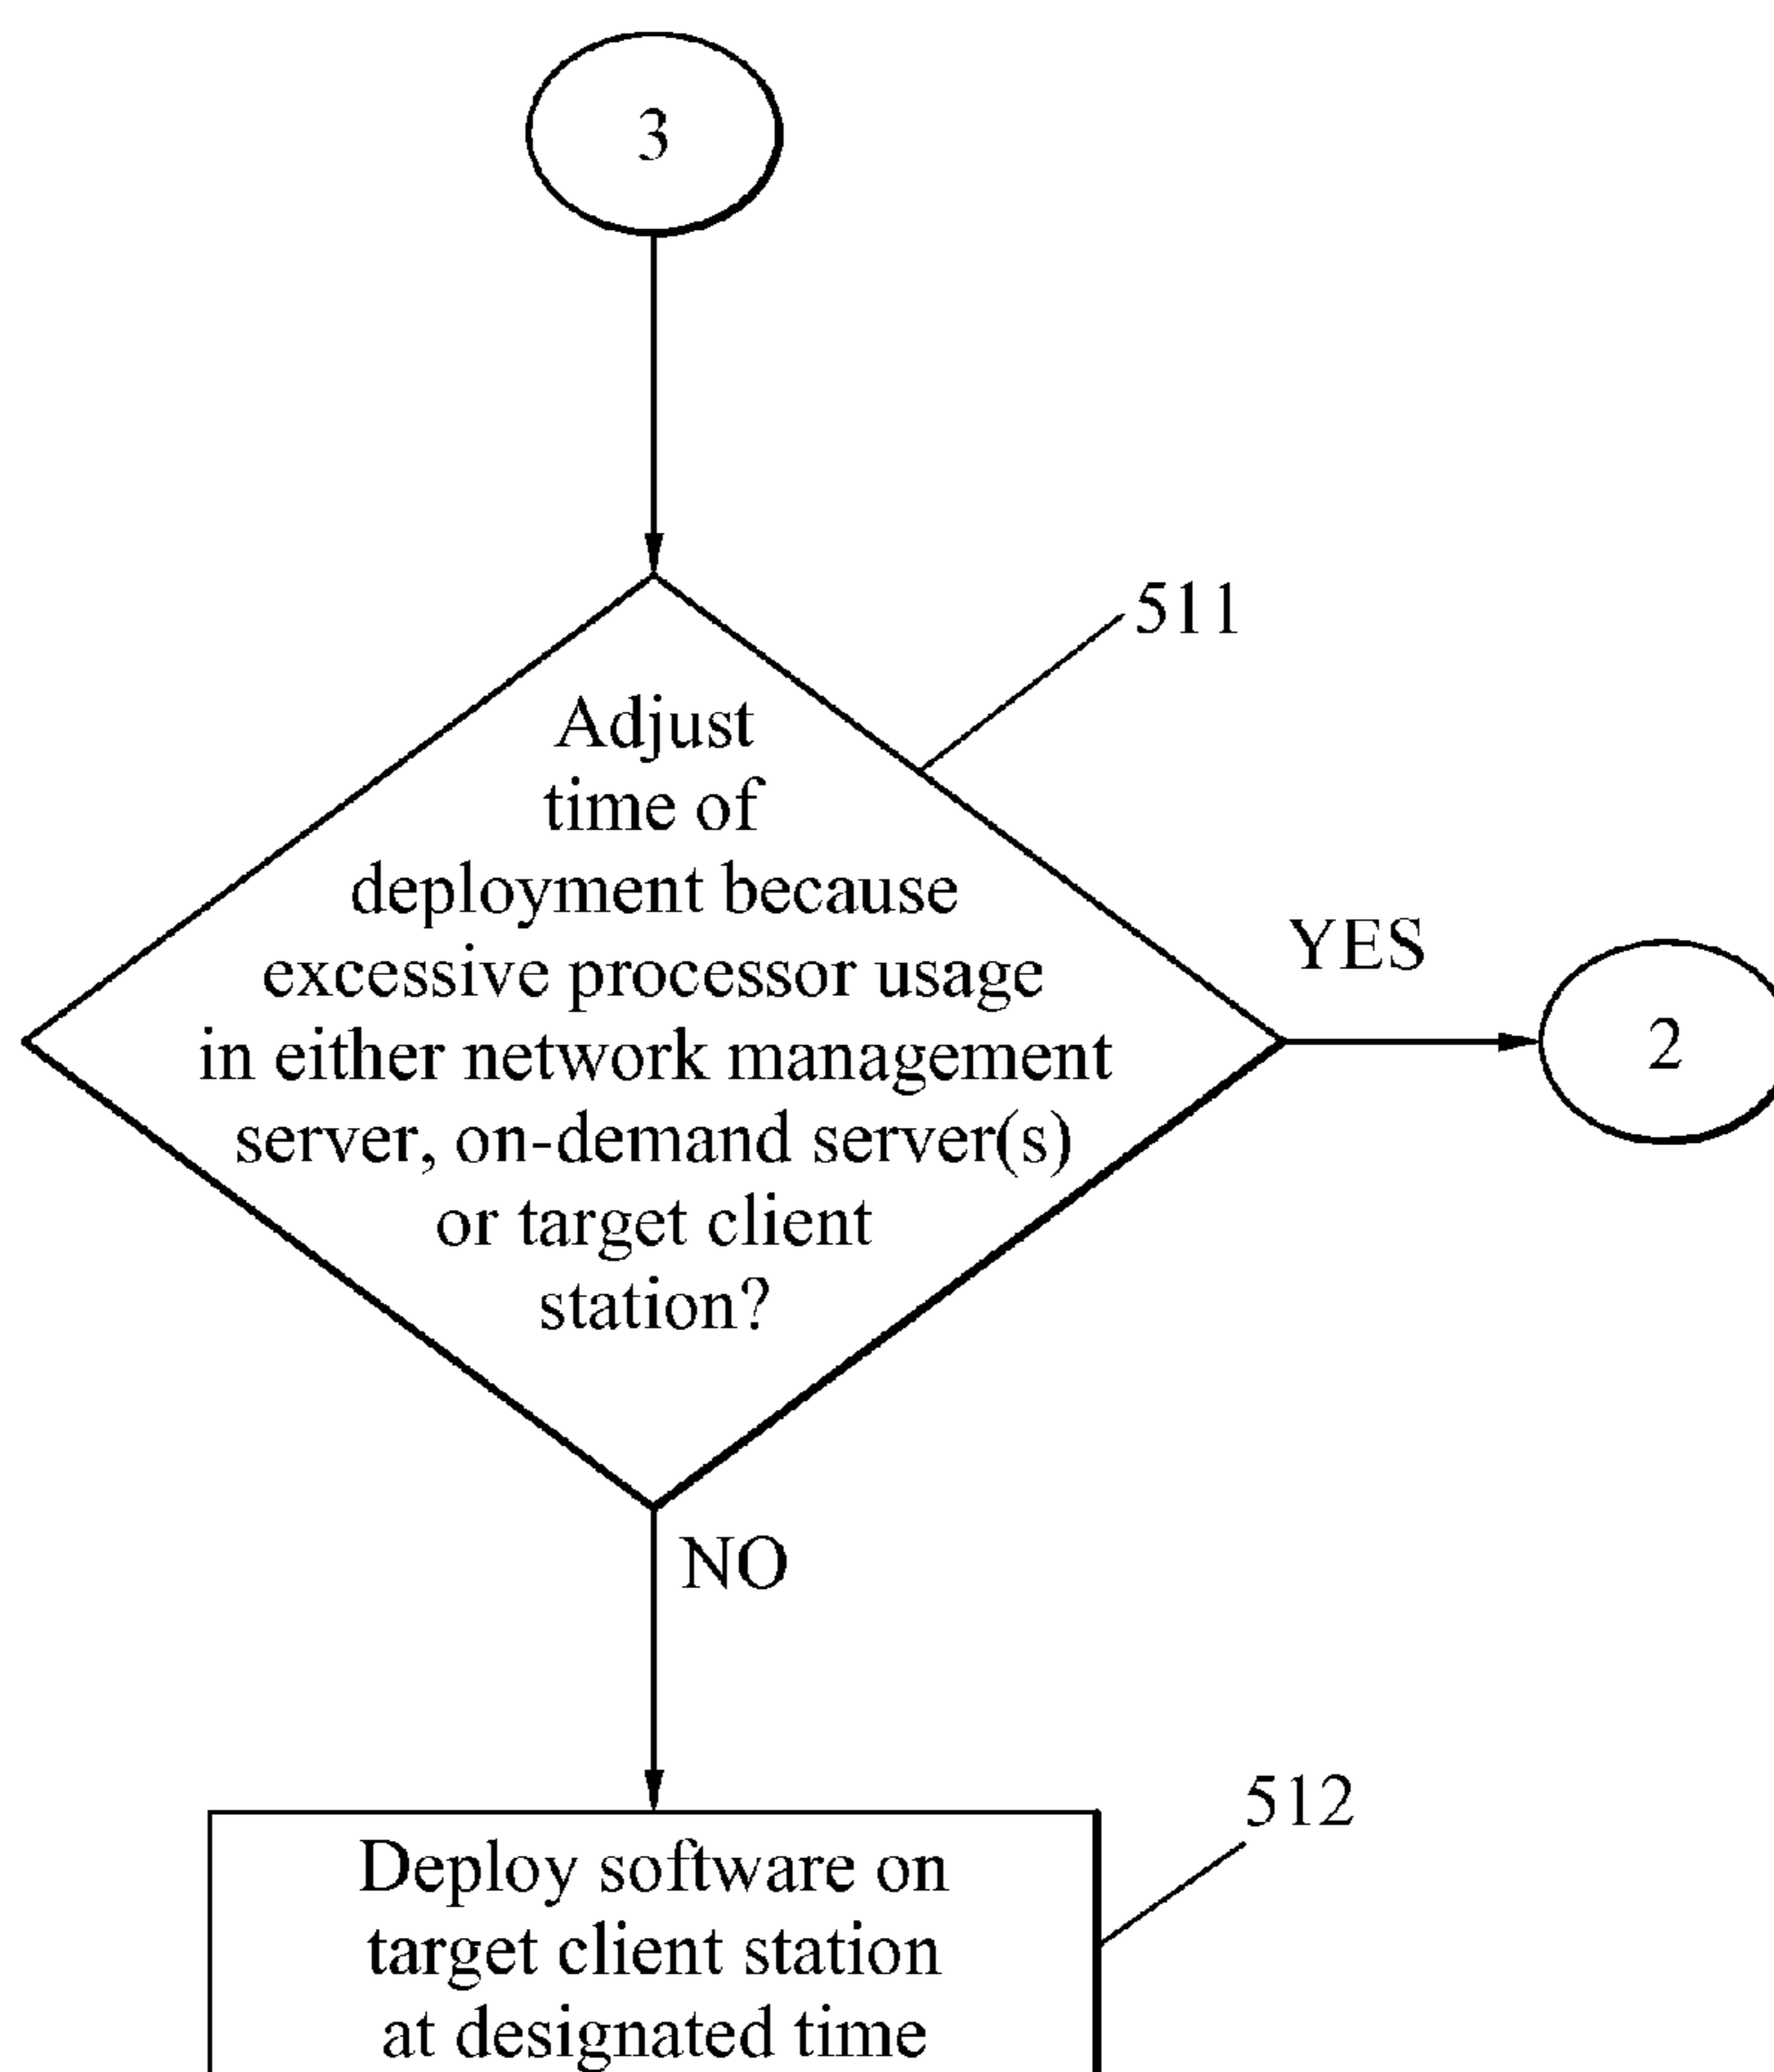 3
511
Adjust
time of
deployment because
excessive processor usage
in either network management
server, on-demand server(s)
or target client
station?
YES
2
NO
512
Deploy software on
target client station
at designated time